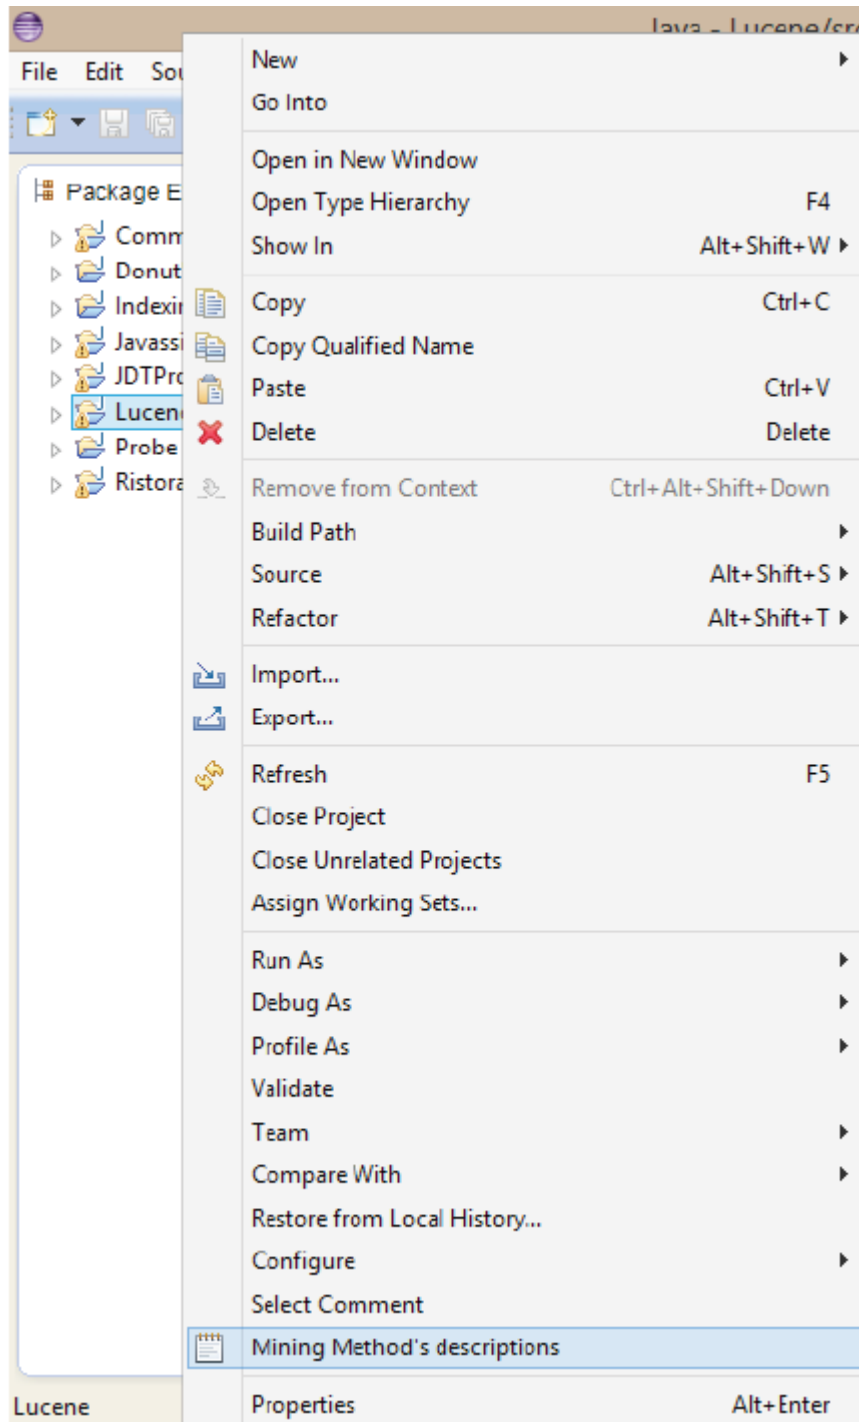 Java - Lucene/src
File Edit Sou
Package E
Comm
Donut
Indexin
Javassi
JDTPro
Lucene
Probe
Ristora
Lucene
New
Go Into
Open in New Window
Open Type Hierarchy F4
Show In Alt+Shift+W
Copy Ctrl+C
Copy Qualified Name
Paste Ctrl+V
Delete Delete
Remove from Context Ctrl+Alt+Shift+Down
Build Path
Source Alt+Shift+S
Refactor Alt+Shift+T
Import...
Export...
Refresh F5
Close Project
Close Unrelated Projects
Assign Working Sets...
Run As
Debug As
Profile As
Validate
Team
Compare With
Restore from Local History...
Configure
Select Comment
Mining Method's descriptions
Properties Alt+Enter